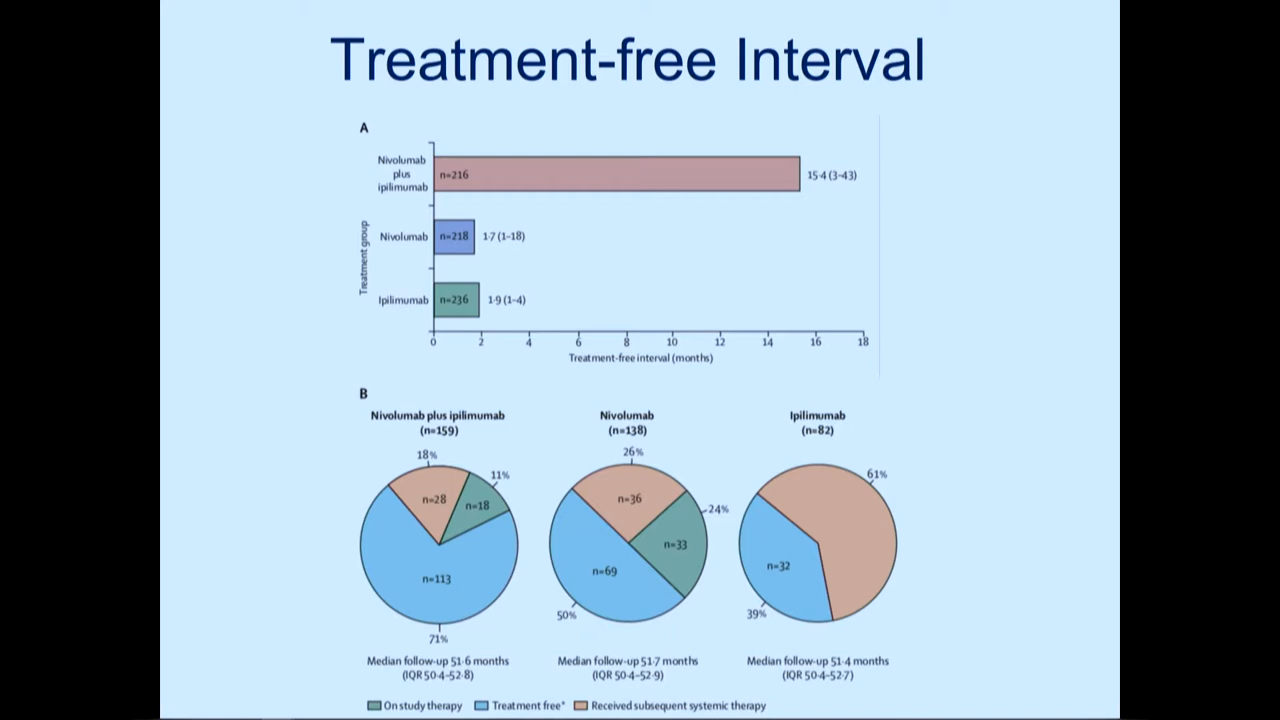 Treatment-free Interval
A
Nivolumab
plus
ipilimumab
n=216
15·4 (3–43)
Treatment group
Nivolumab
n=218
1·7 (1–18)
Ipilimumab
n=236
1·9 (1–4)
0 2 4 6 8 10 12 14 16 18
Treatment-free interval (months)
B
Nivolumab plus ipilimumab
(n=159)
18%
11%
n=28
n=18
n=113
71%
Median follow-up 51·6 months
(IQR 50·4–52·8)
Nivolumab
(n=138)
26%
24%
n=36
n=33
n=69
50%
Median follow-up 51·7 months
(IQR 50·4–52·9)
Ipilimumab
(n=82)
61%
n=32
39%
Median follow-up 51·4 months
(IQR 50·4–52·7)
On study therapy Treatment free* Received subsequent systemic therapy